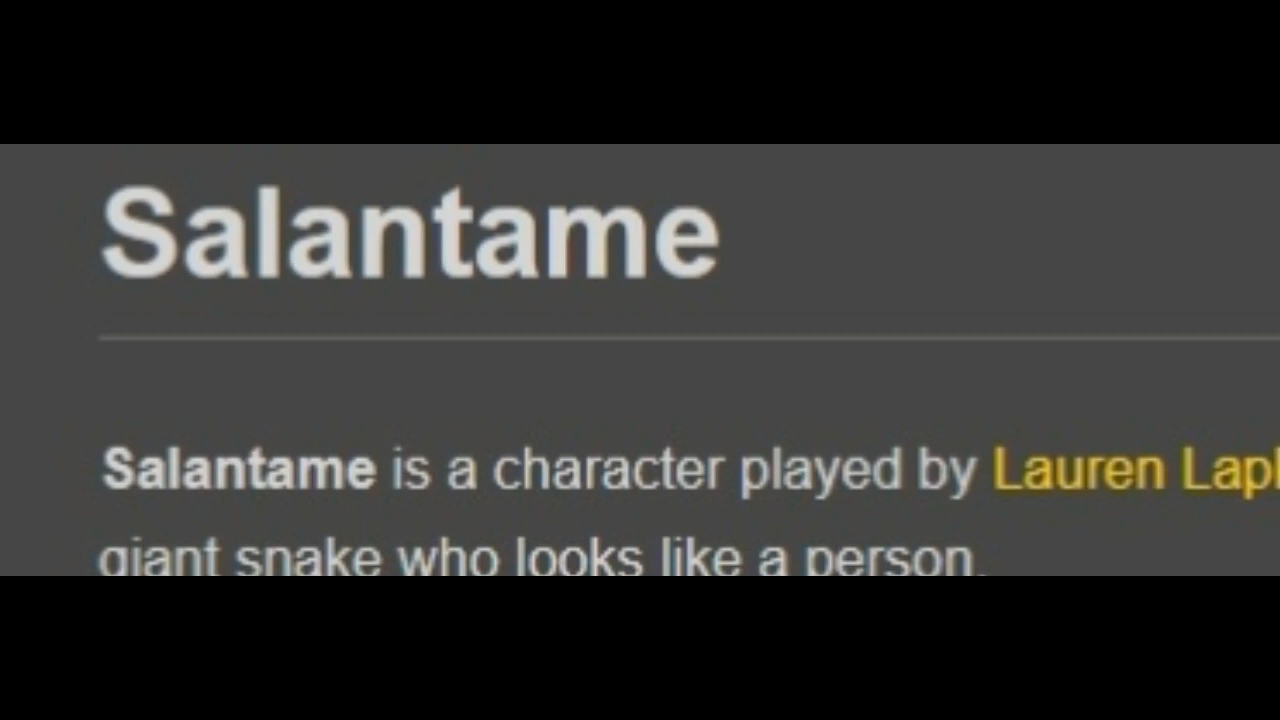 Salantame
Salantame is a character played by Lauren
giant snake who looks like a person.